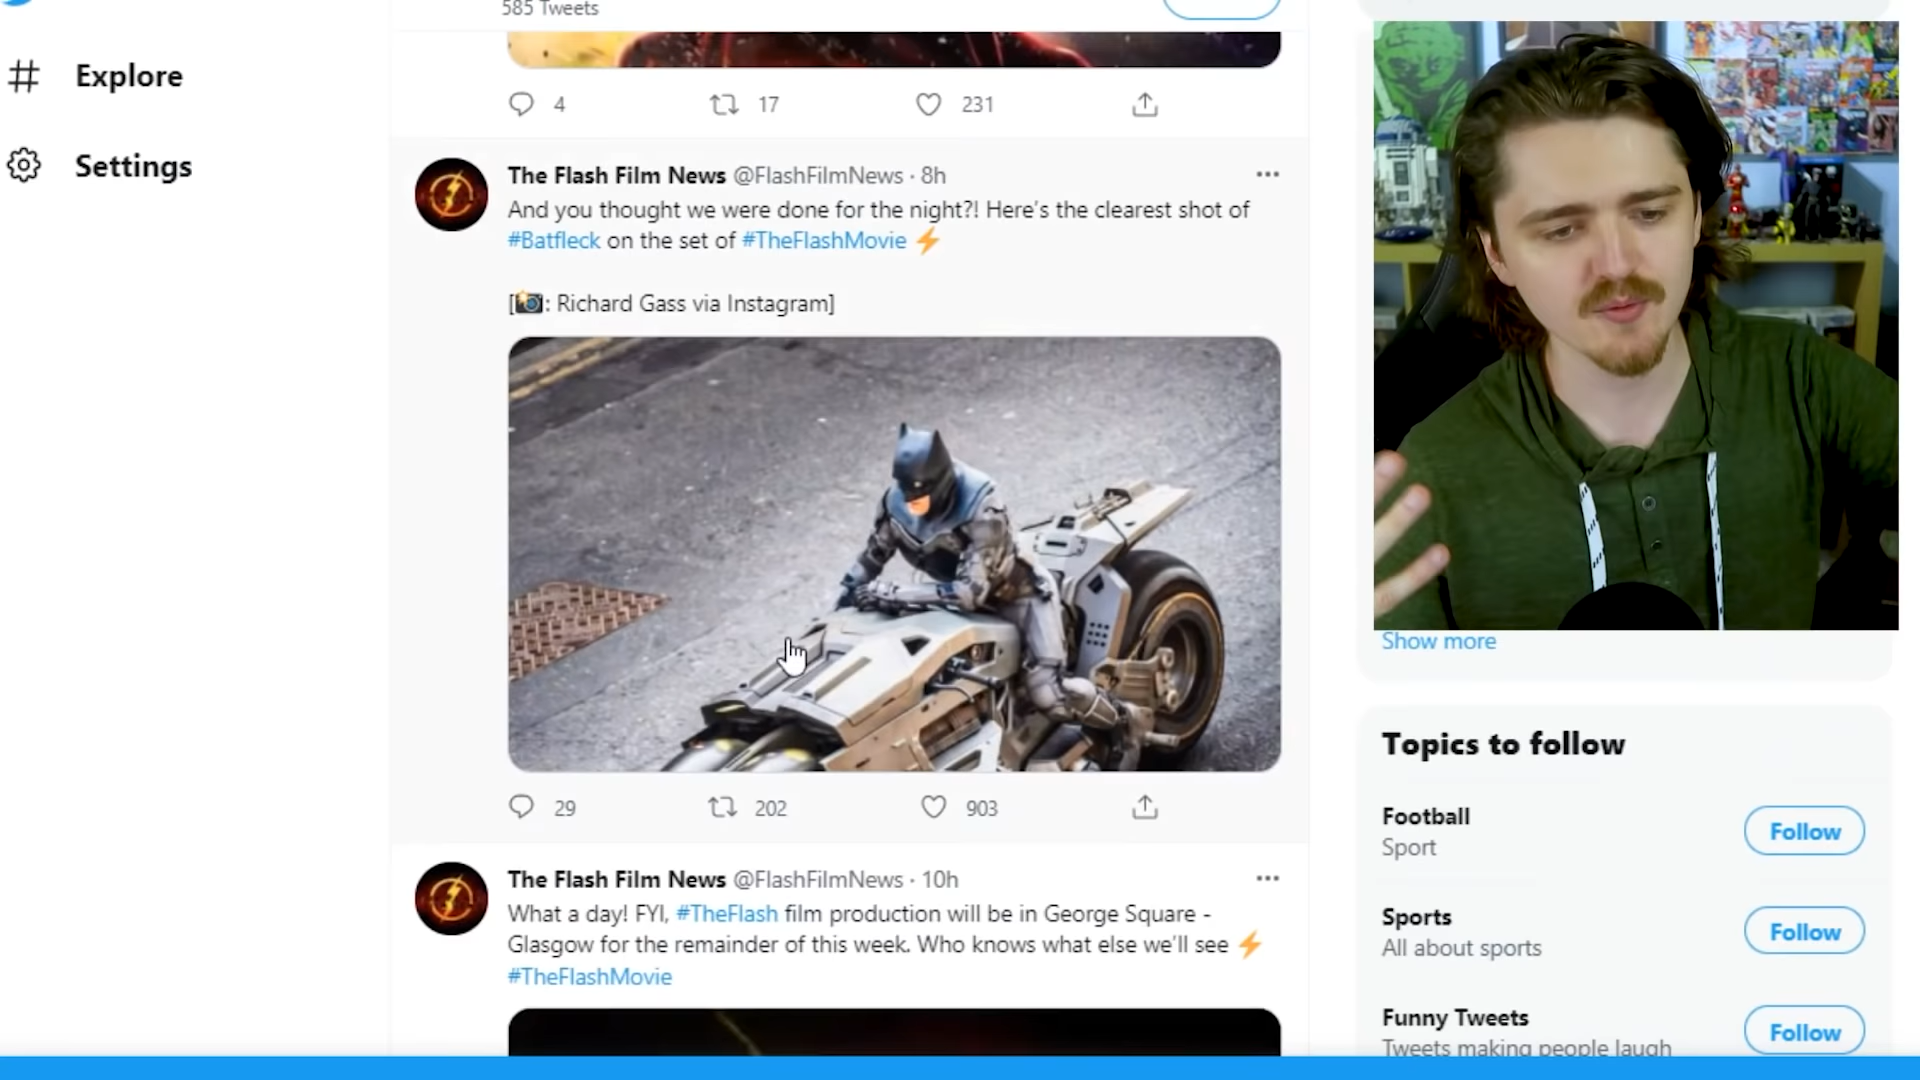 585 Tweets
Explore
Settings
4
17
231
The Flash Film News @FlashFilmNews · 8h
And you thought we were done for the night?! Here's the clearest shot of
#Batfleck on the set of #TheFlashMovie ⚡
[📸: Richard Gass via Instagram]
29
202
903
The Flash Film News @FlashFilmNews · 10h
What a day! FYI, #TheFlash film production will be in George Square -
Glasgow for the remainder of this week. Who knows what else we'll see ⚡
#TheFlashMovie
Show more
Topics to follow
Football
Sport
Follow
Sports
All about sports
Follow
Funny Tweets
Tweets making people laugh
Follow